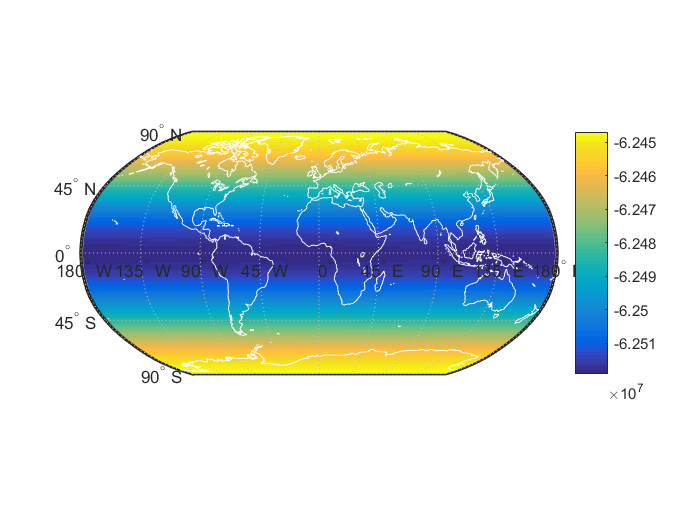 90° N
45° N
0°
180° W 135° W 90° W 45° W 0° 45° E 90° E 135° E 180°
45° S
90° S
-6.245
-6.246
-6.247
-6.248
-6.249
-6.25
-6.251
×10⁷